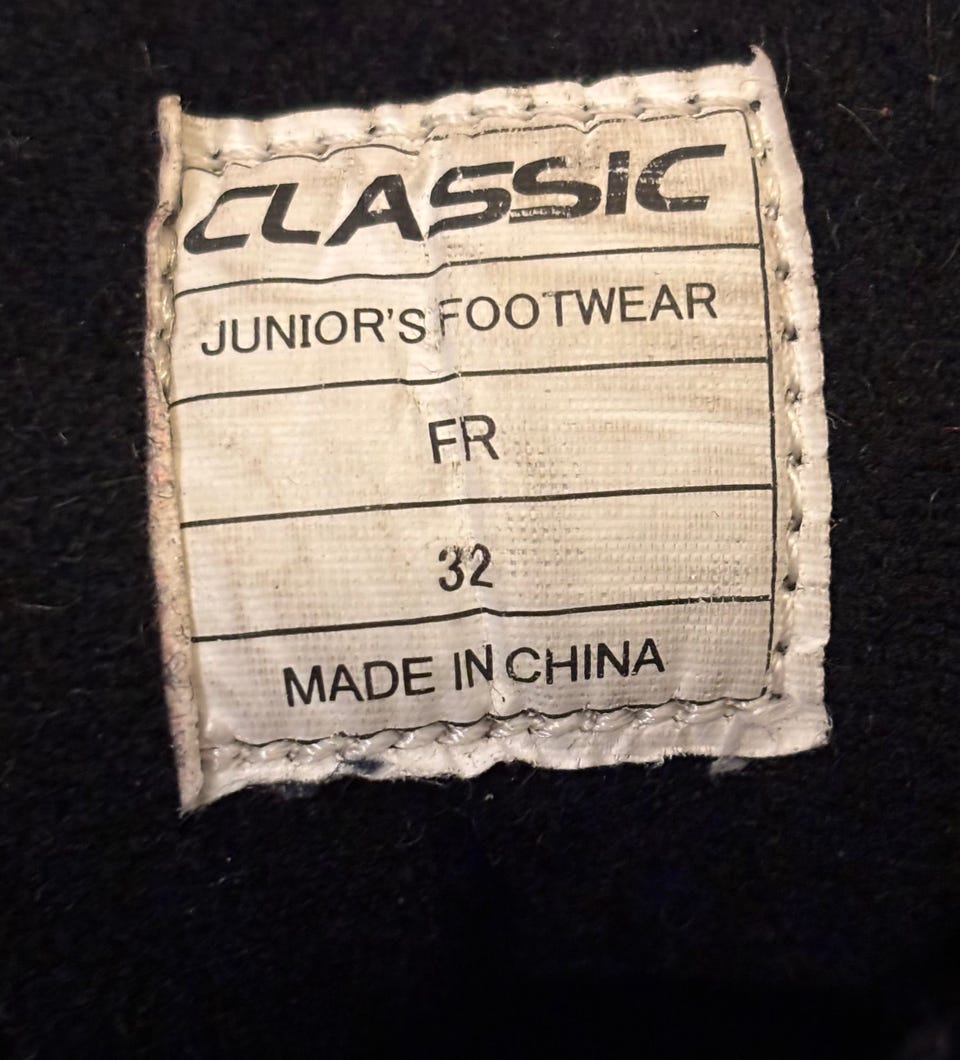 CLASSIC
JUNIOR'S FOOTWEAR
FR
32
MADE IN CHINA